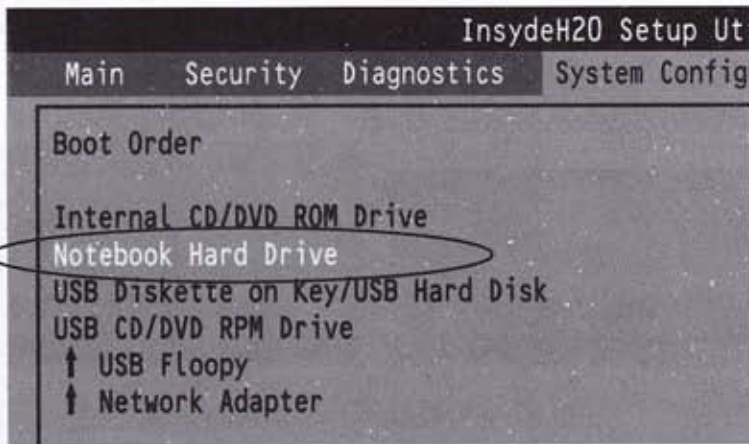 InsydeH2O Setup Ut
Main Security Diagnostics System Config
Boot Order
Internal CD/DVD ROM Drive
Notebook Hard Drive
USB Diskette on Key/USB Hard Disk
USB CD/DVD RPM Drive
↑ USB Floopy
↑ Network Adapter